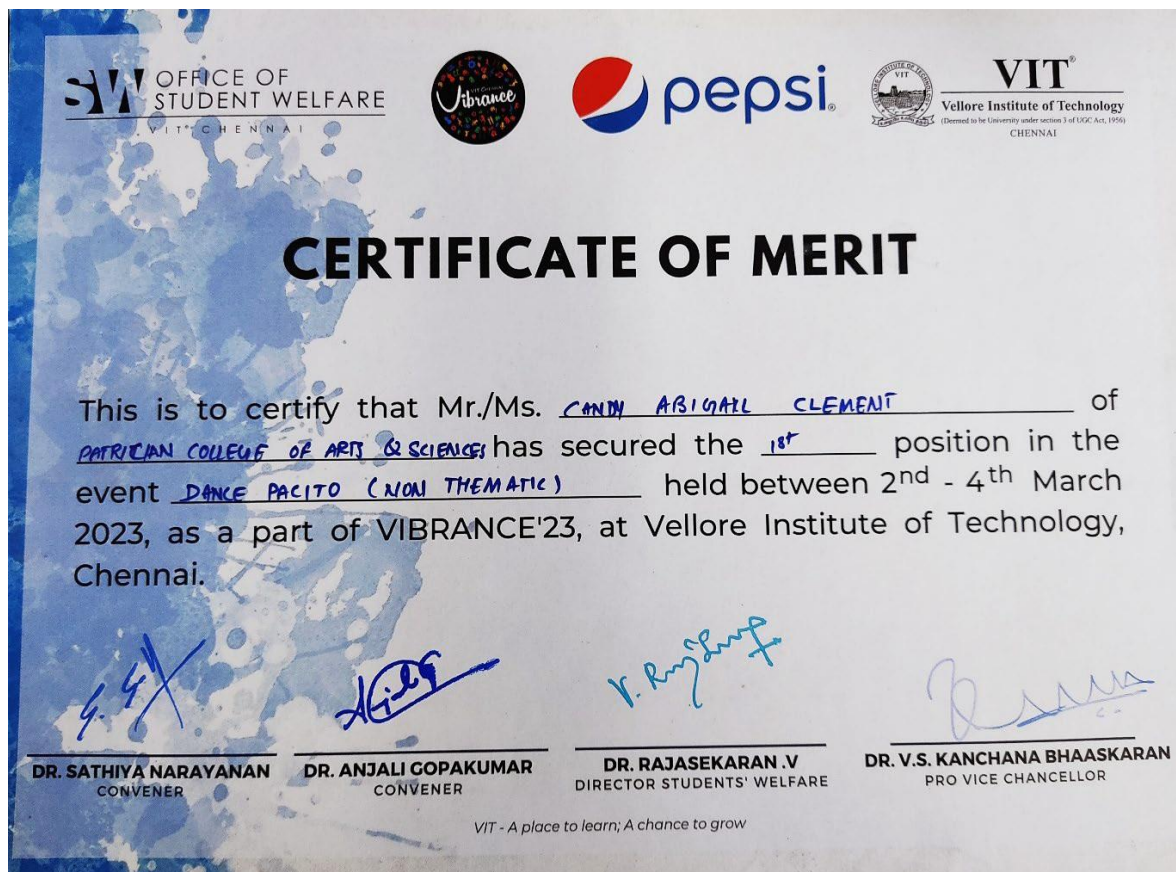 SW OFFICE OF
STUDENT WELFARE
VIT CHENNAI
VIT CHENNAI
Vibrance
pepsi®
VIT
VIT®
Vellore Institute of Technology
(Deemed to be University under section 3 of UGC Act, 1956)
CHENNAI
CERTIFICATE OF MERIT
This is to certify that Mr./Ms. CANDY ABIGAIL CLEMENT of
PATRICIAN COLLEGE OF ARTS & SCIENCES has secured the 1st position in the
event DANCE PACITO (NON THEMATIC) held between 2nd - 4th March
2023, as a part of VIBRANCE'23, at Vellore Institute of Technology,
Chennai.
DR. SATHIYA NARAYANAN
CONVENER
DR. ANJALI GOPAKUMAR
CONVENER
DR. RAJASEKARAN .V
DIRECTOR STUDENTS' WELFARE
DR. V.S. KANCHANA BHAASKARAN
PRO VICE CHANCELLOR
VIT - A place to learn; A chance to grow